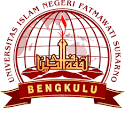 UNIVERSITAS ISLAM NEGERI FATMAWATI SUKARNO
BENGKULU